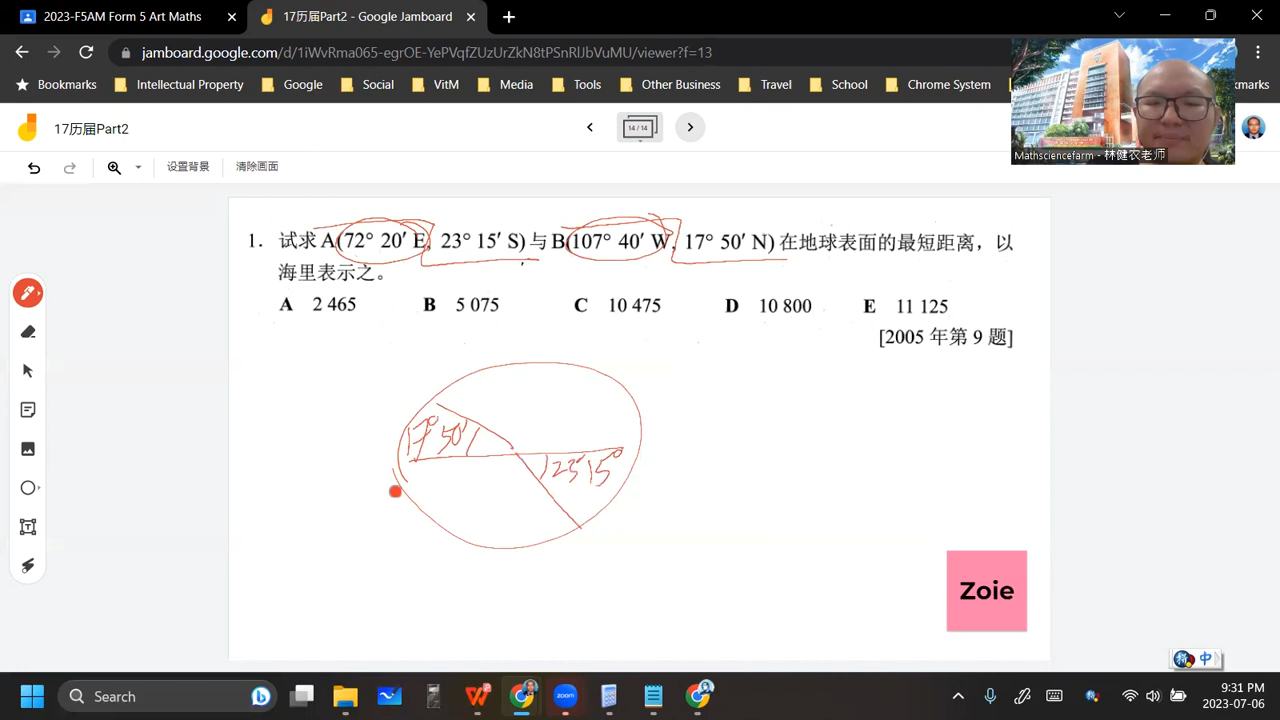 2023-F5AM Form 5 Art Maths
17历届Part2 - Google Jamboard
jamboard.google.com/d/1iWvRmap65_egrOF-YePVgfZUzUrZKBXstPSnRIJbVuMU/viewer?f=13
Bookmarks Intellectual Property Google Social VitM Media Tools Other Purchase Travel School Chrome System
Mathsciencefarm - 林健农老师
17历届Part2
14 / 14
设置背景 清除画面
1. 试求 A(72° 20′ E, 23° 15′ S) 与 B(107° 40′ W, 17° 50′ N) 在地球表面的最短距离，以
海里表示之。
A 2 465 B 5 075 C 10 475 D 10 800 E 11 125
[2005 年第 9 题]
17° 50′
23 15°
Zoie
中
Search
9:31 PM
2023-07-06